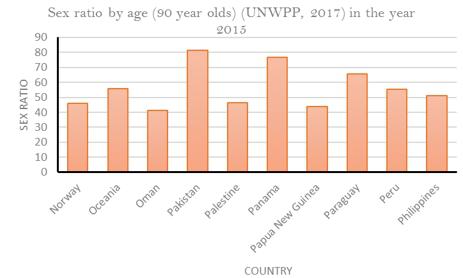 Sex ratio by age (90 year olds) (UNWPP, 2017) in the year
2015
90
80
70
60
50
40
30
20
10
0
SEX RATIO
Norway
Oceania
Oman
Pakistan
Palestine
Panama
Papua New Guinea
Paraguay
Peru
Philippines
COUNTRY